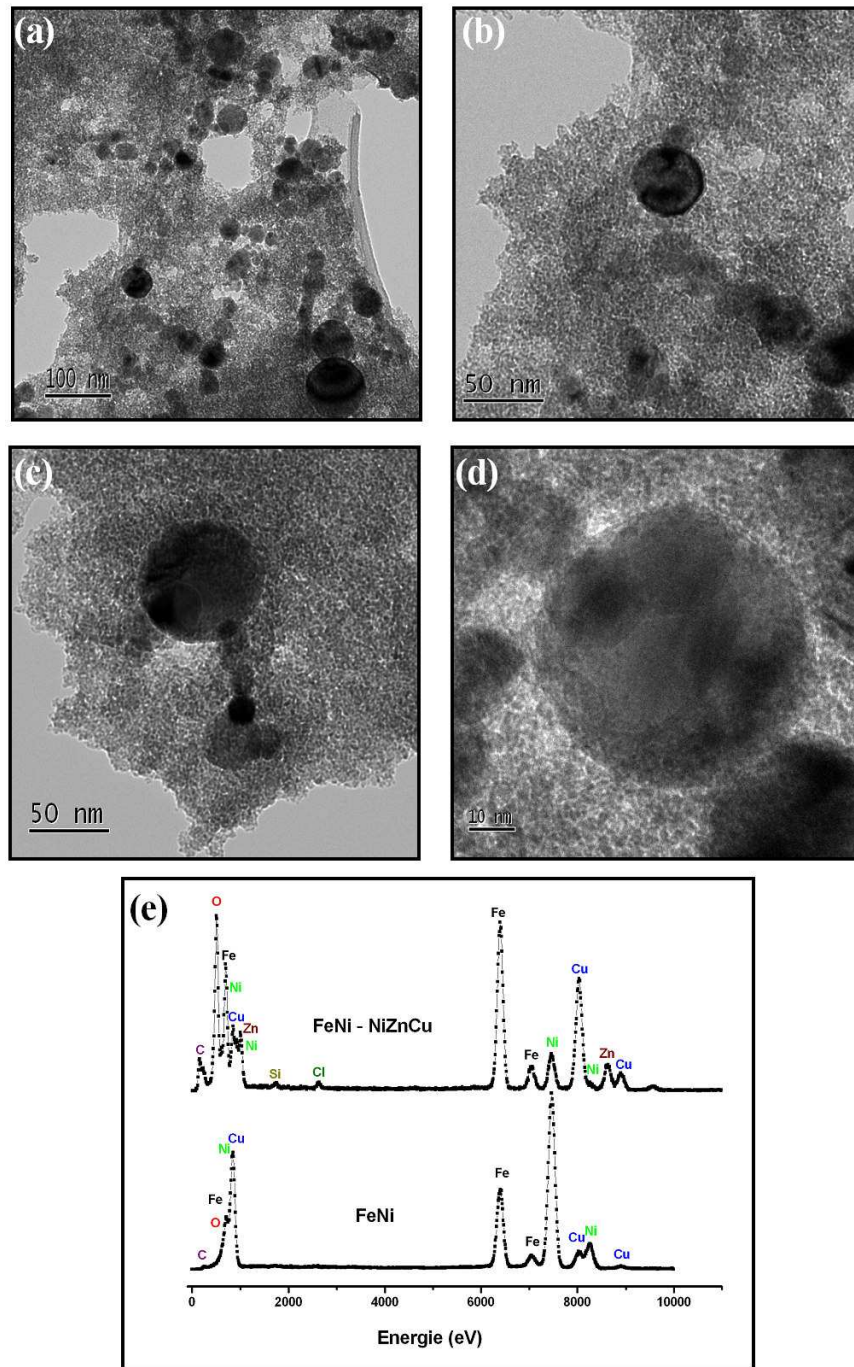 (a)
100 nm
(b)
50 nm
(c)
50 nm
(d)
10 nm
(e)
O
Fe
Ni
Cu
Zn
Ni
C
Si
Cl
FeNi - NiZnCu
Fe
Fe
Ni
Cu
Ni
Zn
Cu
Cu
Ni
Fe
O
C
FeNi
Fe
Fe
Cu
Ni
Cu
0 2000 4000 6000 8000 10000
Energie (eV)